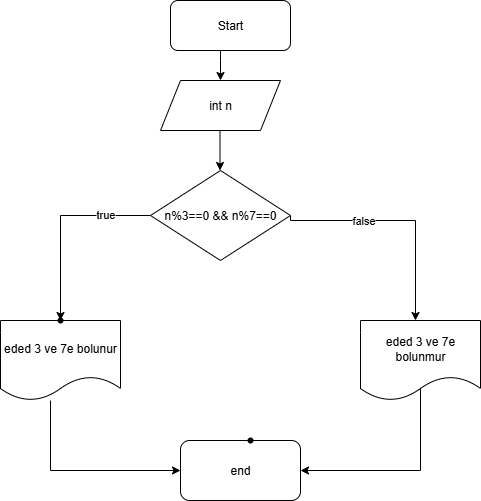 Start
int n
n%3==0 && n%7==0
true
false
eded 3 ve 7e bolunur
eded 3 ve 7e
bolunmur
end